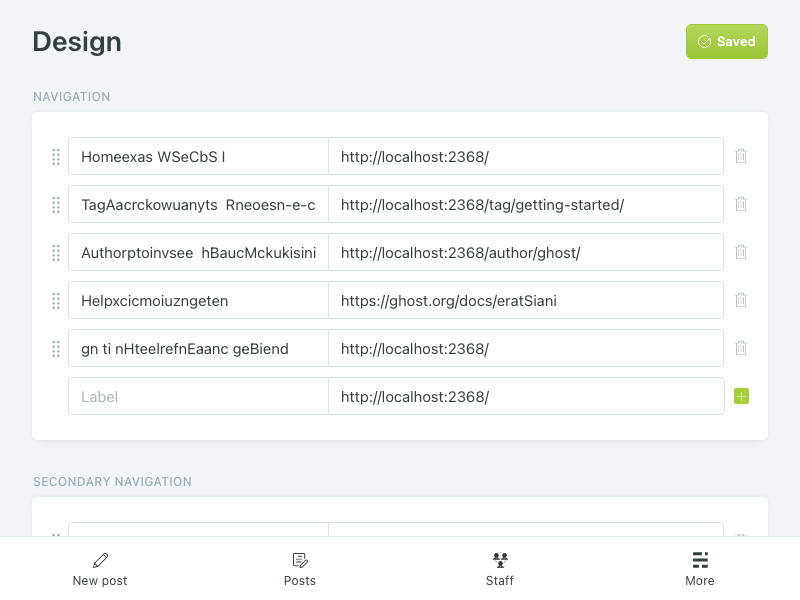 Design
Saved
NAVIGATION
Homeexas WSeCbS I
http://localhost:2368/
TagAacrckowuanyts Rneoesn-e-c
http://localhost:2368/tag/getting-started/
Authorptoinvsee hBaucMckukisini
http://localhost:2368/author/ghost/
Helpxcicmoiuzngeten
https://ghost.org/docs/eratSiani
gn ti nHteelrefnEaanc geBiend
http://localhost:2368/
Label
http://localhost:2368/
SECONDARY NAVIGATION
New post
Posts
Staff
More